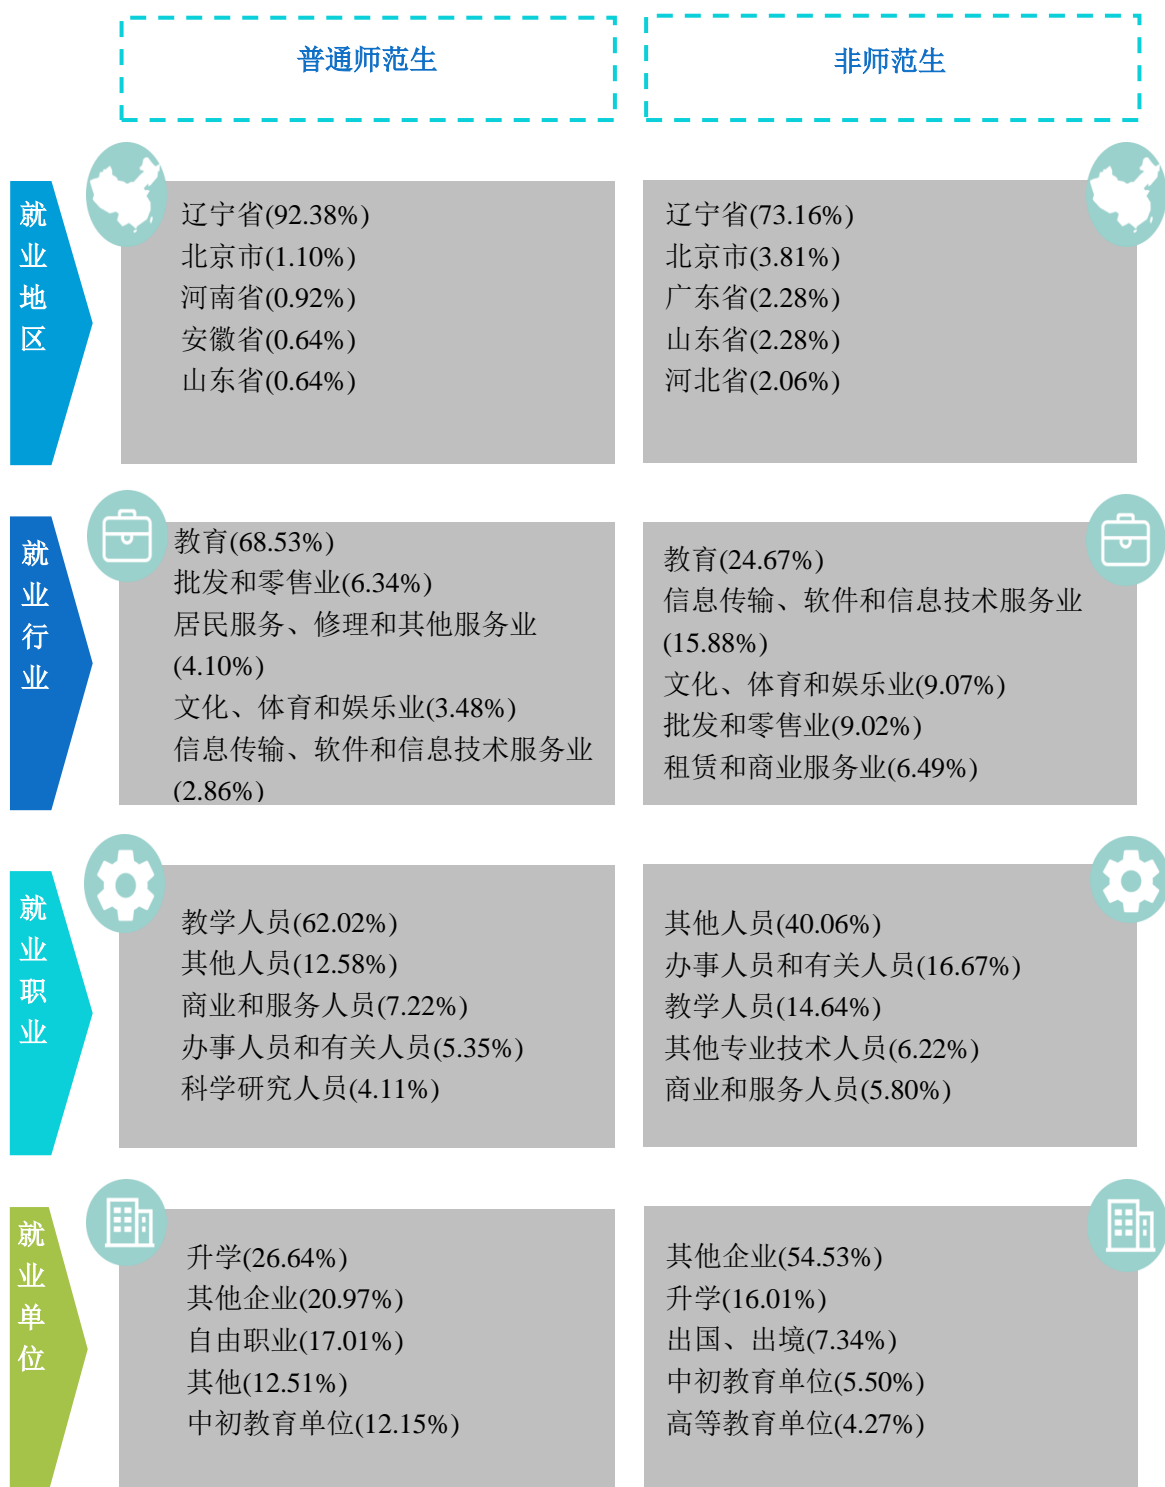 普通师范生
非师范生
就业地区
辽宁省(92.38%)
北京市(1.10%)
河南省(0.92%)
安徽省(0.64%)
山东省(0.64%)
辽宁省(73.16%)
北京市(3.81%)
广东省(2.28%)
山东省(2.28%)
河北省(2.06%)
就业行业
教育(68.53%)
批发和零售业(6.34%)
居民服务、修理和其他服务业
(4.10%)
文化、体育和娱乐业(3.48%)
信息传输、软件和信息技术服务业
(2.86%)
教育(24.67%)
信息传输、软件和信息技术服务业
(15.88%)
文化、体育和娱乐业(9.07%)
批发和零售业(9.02%)
租赁和商业服务业(6.49%)
就业职业
教学人员(62.02%)
其他人员(12.58%)
商业和服务人员(7.22%)
办事人员和有关人员(5.35%)
科学研究人员(4.11%)
其他人员(40.06%)
办事人员和有关人员(16.67%)
教学人员(14.64%)
其他专业技术人员(6.22%)
商业和服务人员(5.80%)
就业单位
升学(26.64%)
其他企业(20.97%)
自由职业(17.01%)
其他(12.51%)
中初教育单位(12.15%)
其他企业(54.53%)
升学(16.01%)
出国、出境(7.34%)
中初教育单位(5.50%)
高等教育单位(4.27%)